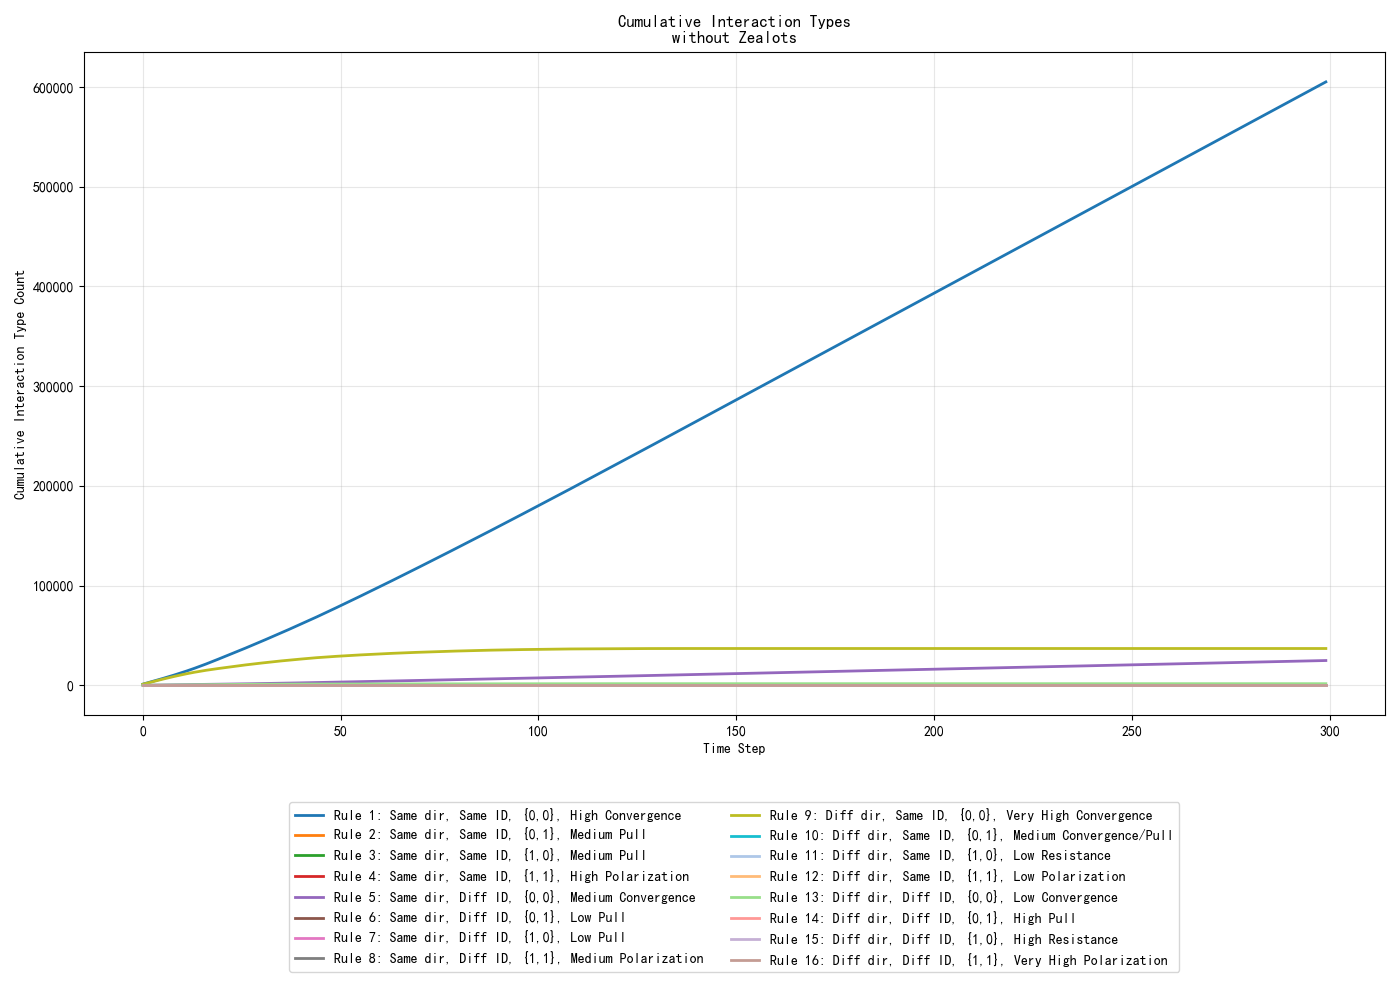 Cumulative Interaction Types
without Zealots
Cumulative Interaction Type Count
600000
500000
400000
300000
200000
100000
0
0 50 100 150 200 250 300
Time Step
Rule 1: Same dir, Same ID, {0,0}, High Convergence
Rule 2: Same dir, Same ID, {0,1}, Medium Pull
Rule 3: Same dir, Same ID, {1,0}, Medium Pull
Rule 4: Same dir, Same ID, {1,1}, High Polarization
Rule 5: Same dir, Diff ID, {0,0}, Medium Convergence
Rule 6: Same dir, Diff ID, {0,1}, Low Pull
Rule 7: Same dir, Diff ID, {1,0}, Low Pull
Rule 8: Same dir, Diff ID, {1,1}, Medium Polarization
Rule 9: Diff dir, Same ID, {0,0}, Very High Convergence
Rule 10: Diff dir, Same ID, {0,1}, Medium Convergence/Pull
Rule 11: Diff dir, Same ID, {1,0}, Low Resistance
Rule 12: Diff dir, Same ID, {1,1}, Low Polarization
Rule 13: Diff dir, Diff ID, {0,0}, Low Convergence
Rule 14: Diff dir, Diff ID, {0,1}, High Pull
Rule 15: Diff dir, Diff ID, {1,0}, High Resistance
Rule 16: Diff dir, Diff ID, {1,1}, Very High Polarization